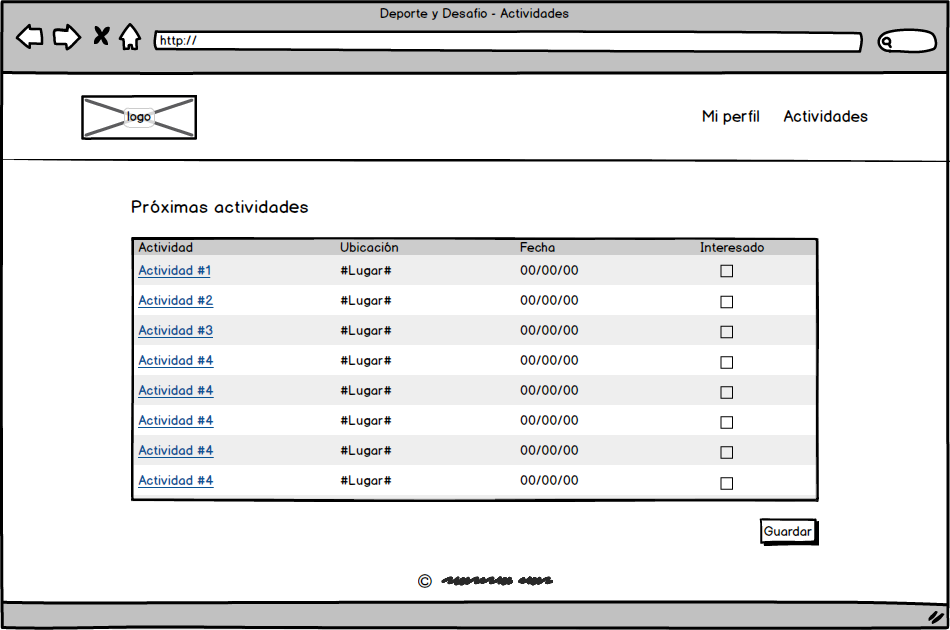 Deporte y Desafio - Actividades
http://
logo
Mi perfil Actividades
Próximas actividades
Actividad Ubicación Fecha Interesado
Actividad #1 #Lugar# 00/00/00
Actividad #2 #Lugar# 00/00/00
Actividad #3 #Lugar# 00/00/00
Actividad #4 #Lugar# 00/00/00
Actividad #4 #Lugar# 00/00/00
Actividad #4 #Lugar# 00/00/00
Actividad #4 #Lugar# 00/00/00
Actividad #4 #Lugar# 00/00/00
Guardar
©